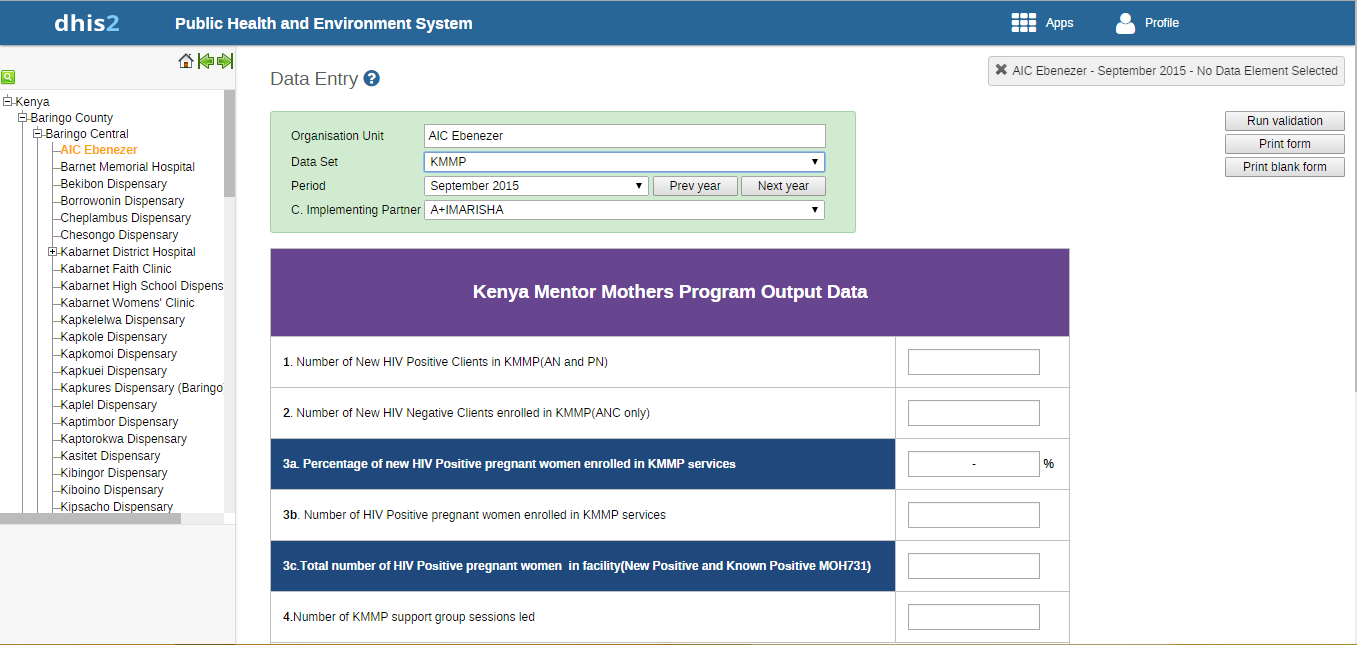 dhis2 Public Health and Environment System Apps Profile
AIC Ebenezer - September 2015 - No Data Element Selected
Kenya
Baringo County
Baringo Central
AIC Ebenezer
Barnet Memorial Hospital
Bekibon Dispensary
Borrowonin Dispensary
Cheplambus Dispensary
Chesongo Dispensary
Kabarnet District Hospital
Kabarnet Faith Clinic
Kabarnet High School Dispens
Kabarnet Womens' Clinic
Kapkelelwa Dispensary
Kapkole Dispensary
Kapkomoi Dispensary
Kapkuei Dispensary
Kapkures Dispensary (Baringo
Kaplel Dispensary
Kaptimbor Dispensary
Kaptorokwa Dispensary
Kasitet Dispensary
Kibingor Dispensary
Kiboino Dispensary
Kipsacho Dispensary
Data Entry ?
Organisation Unit AIC Ebenezer
Data Set KMMP
Period September 2015 Prev year Next year
C. Implementing Partner A+IMARISHA
Run validation
Print form
Print blank form
Kenya Mentor Mothers Program Output Data
1. Number of New HIV Positive Clients in KMMP(AN and PN)
2. Number of New HIV Negative Clients enrolled in KMMP(ANC only)
3a. Percentage of new HIV Positive pregnant women enrolled in KMMP services - %
3b. Number of HIV Positive pregnant women enrolled in KMMP services
3c.Total number of HIV Positive pregnant women in facility(New Positive and Known Positive MOH731)
4.Number of KMMP support group sessions led